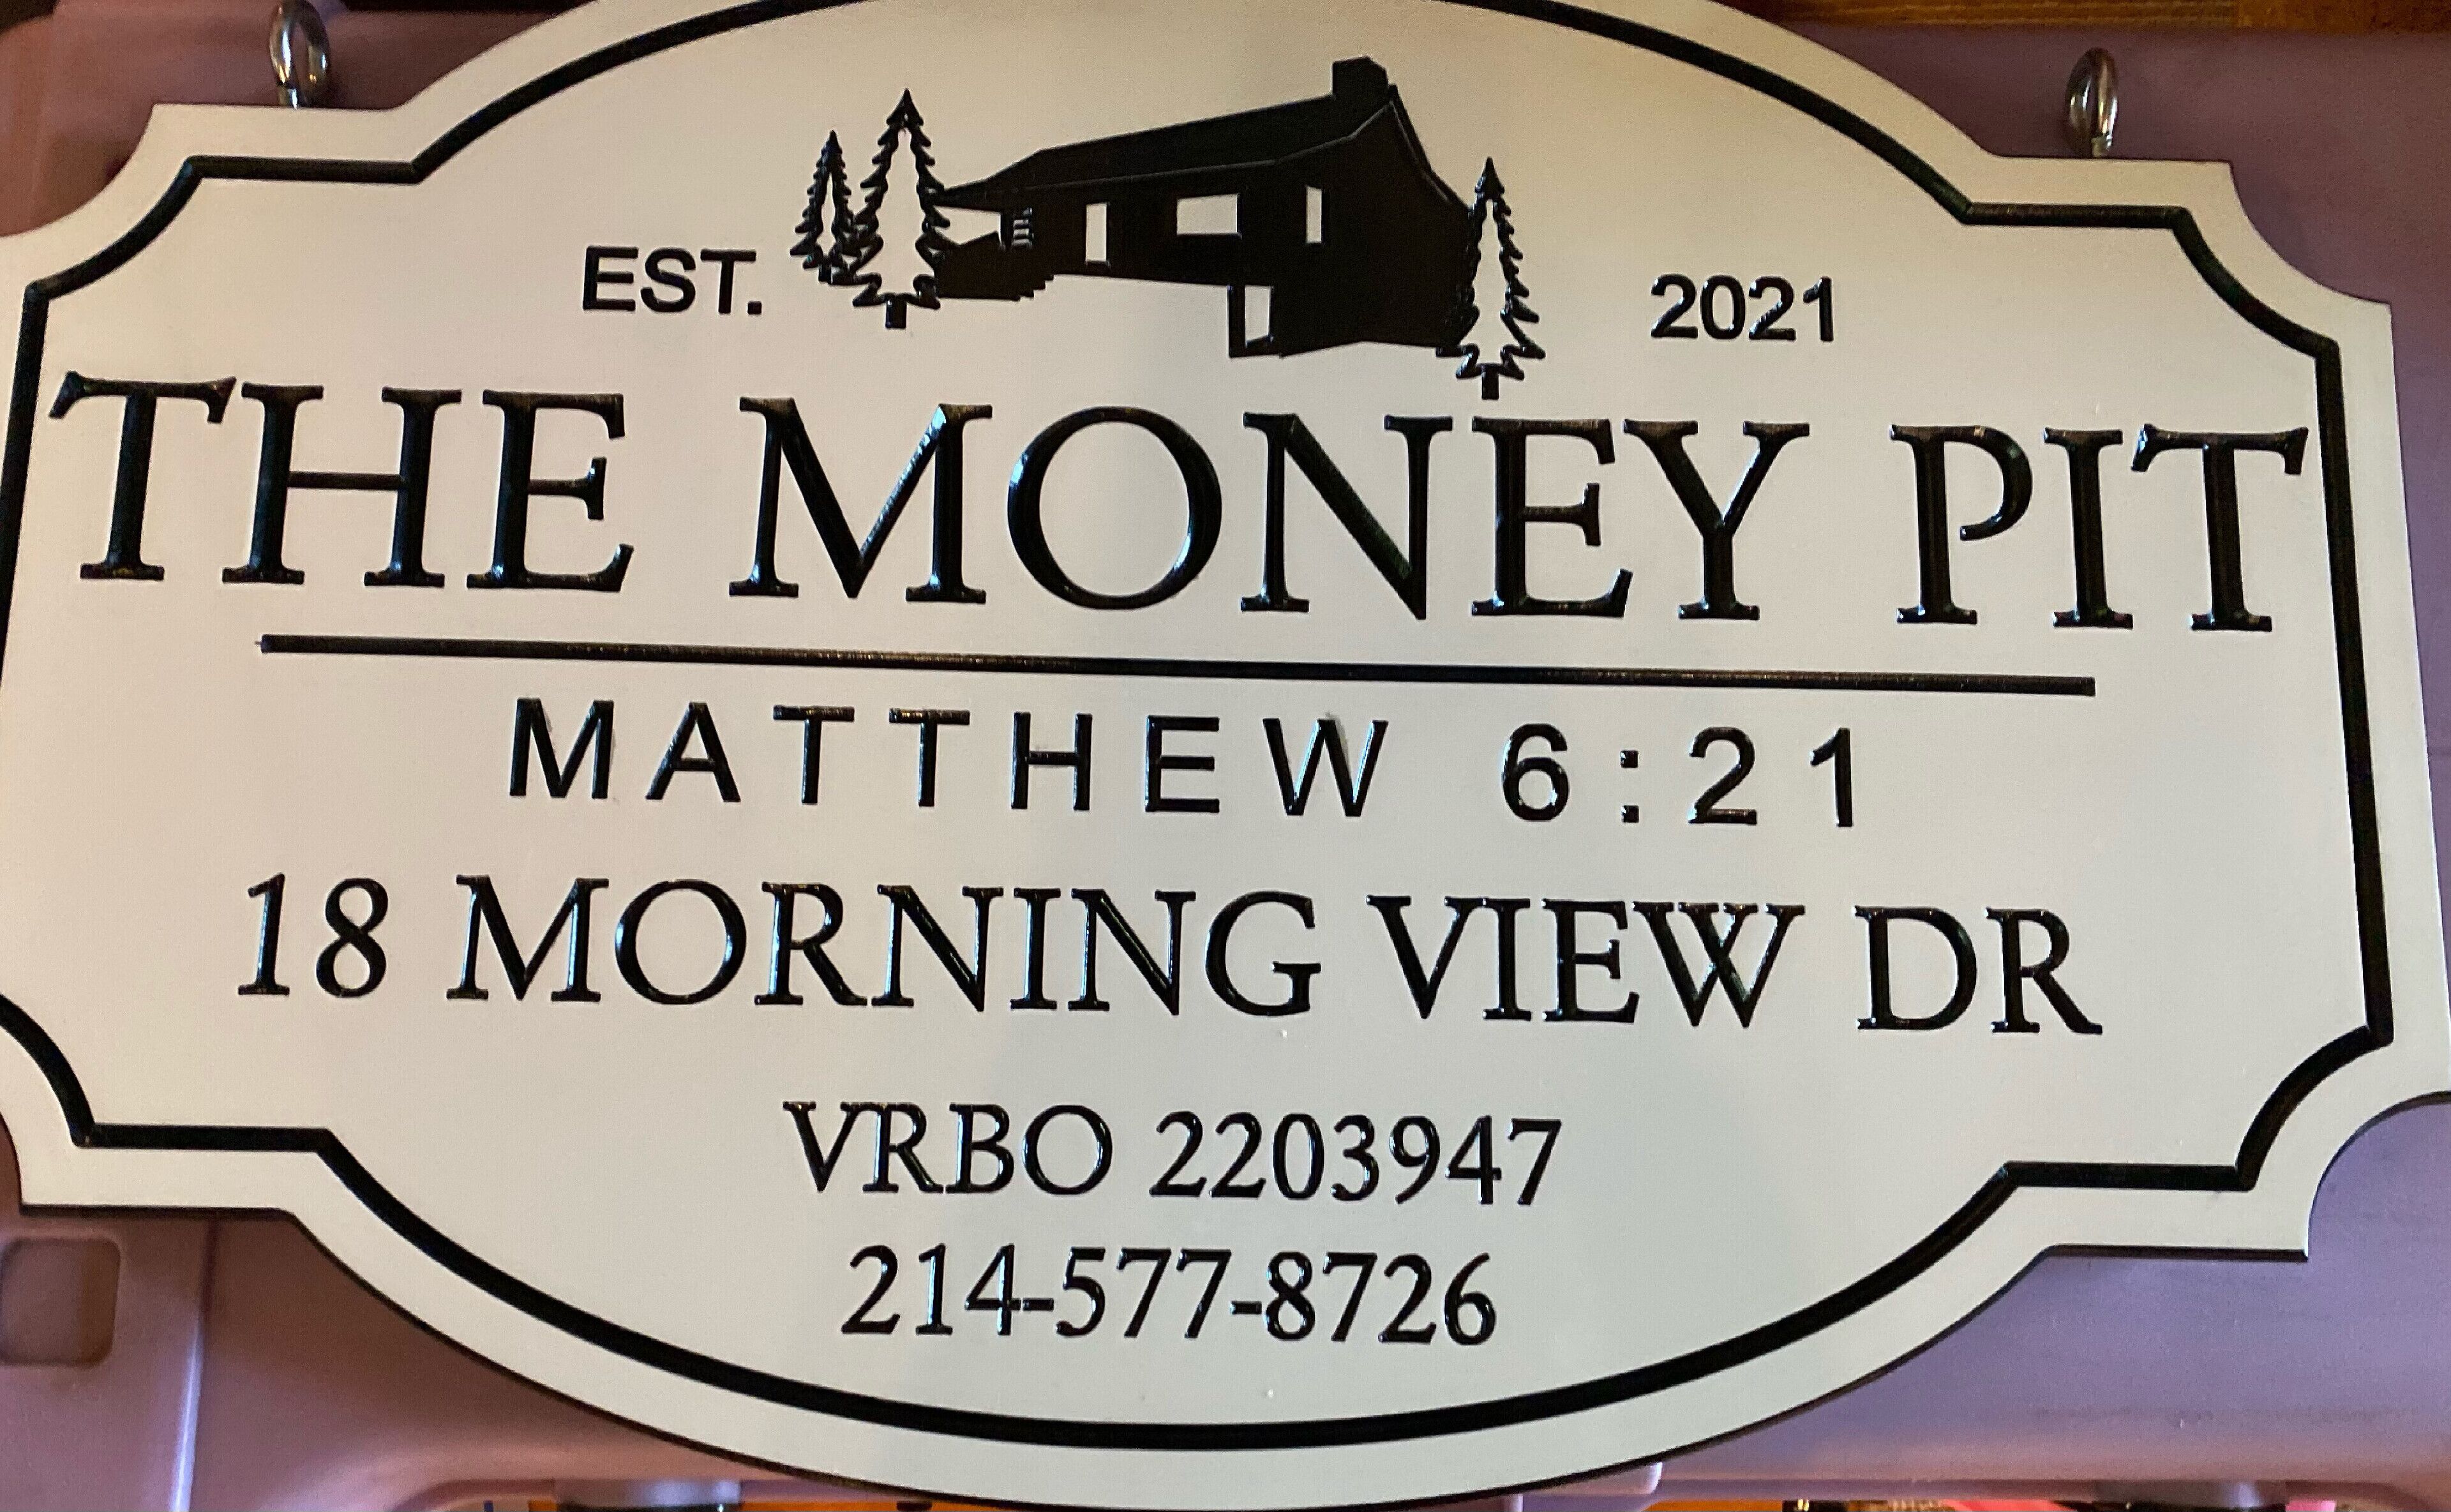 EST. 2021
THE MONEY PIT
MATTHEW 6:21
18 MORNING VIEW DR
VRBO 2203947
214-577-8726